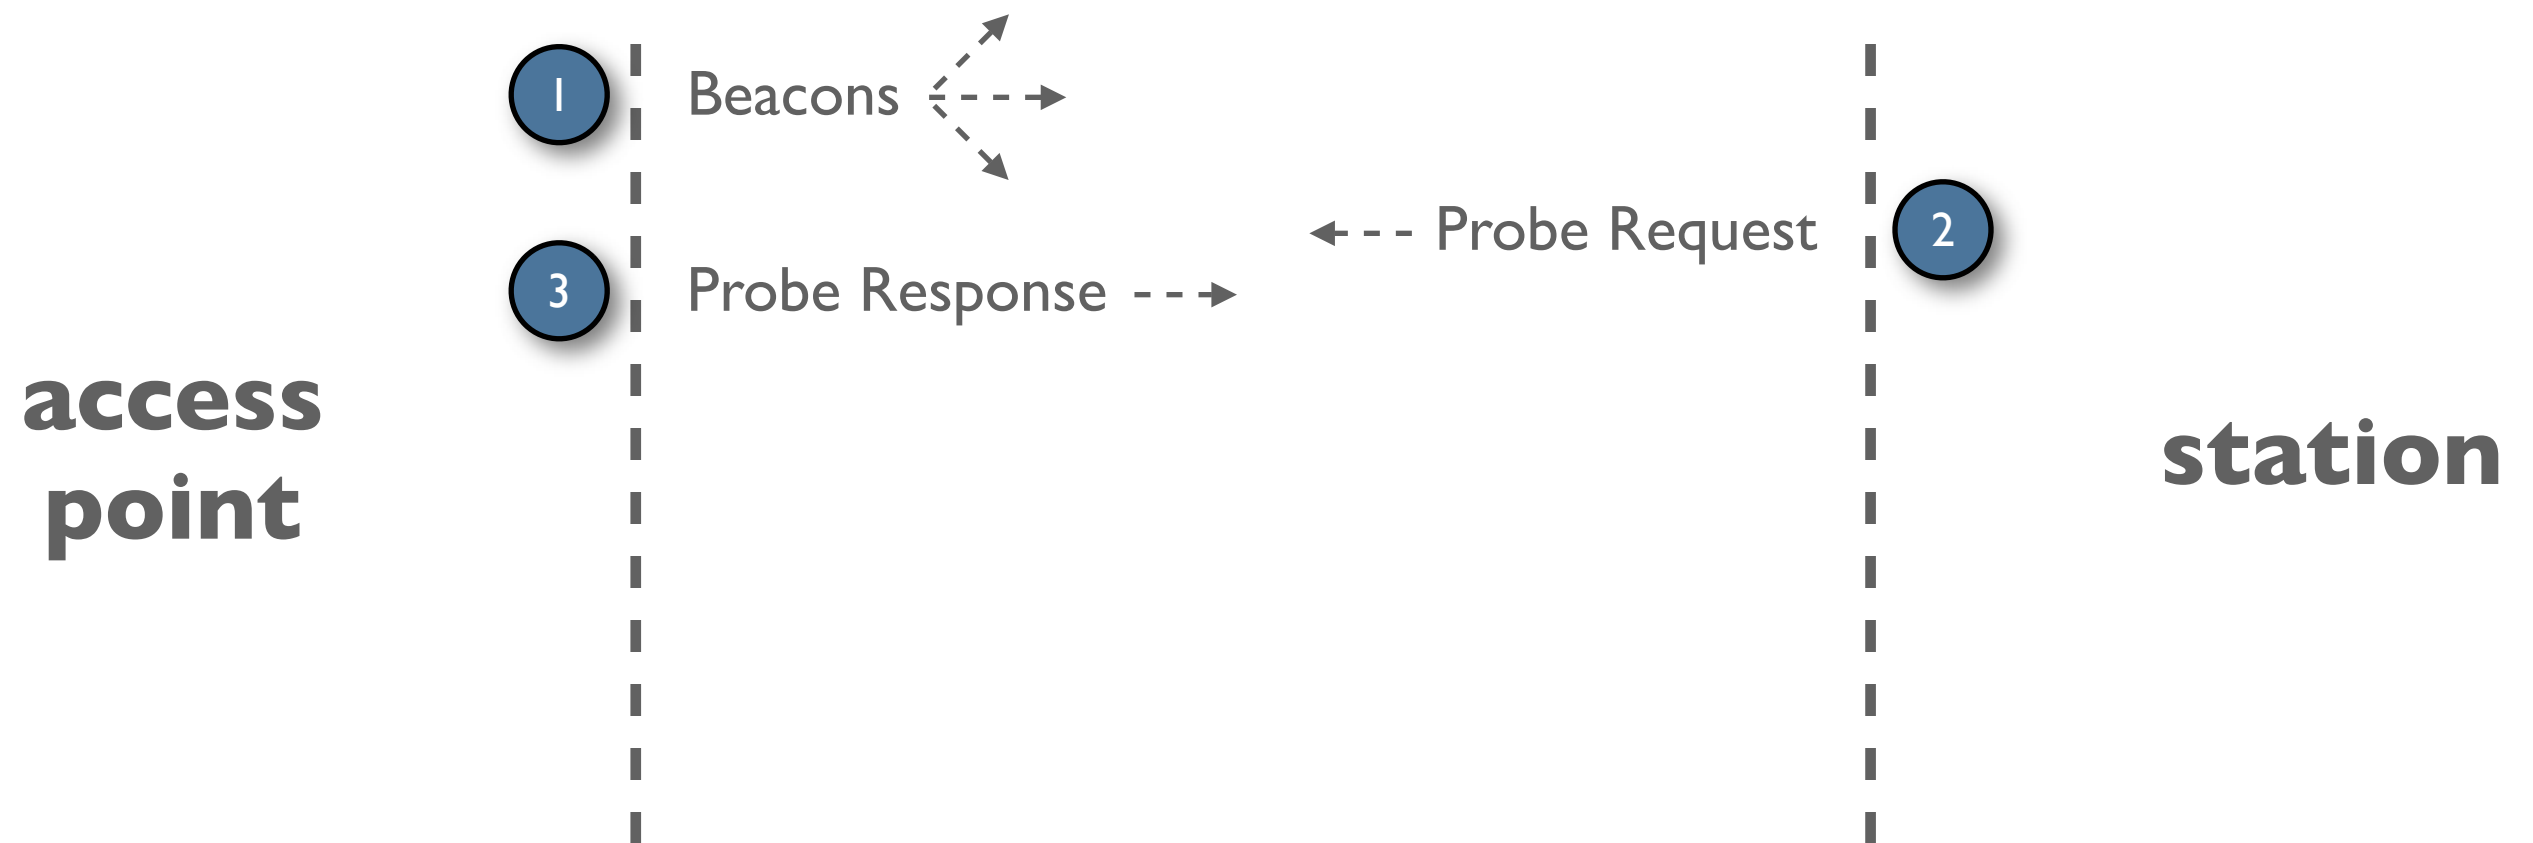 1
Beacons
Probe Request
2
3
Probe Response
access
point
station